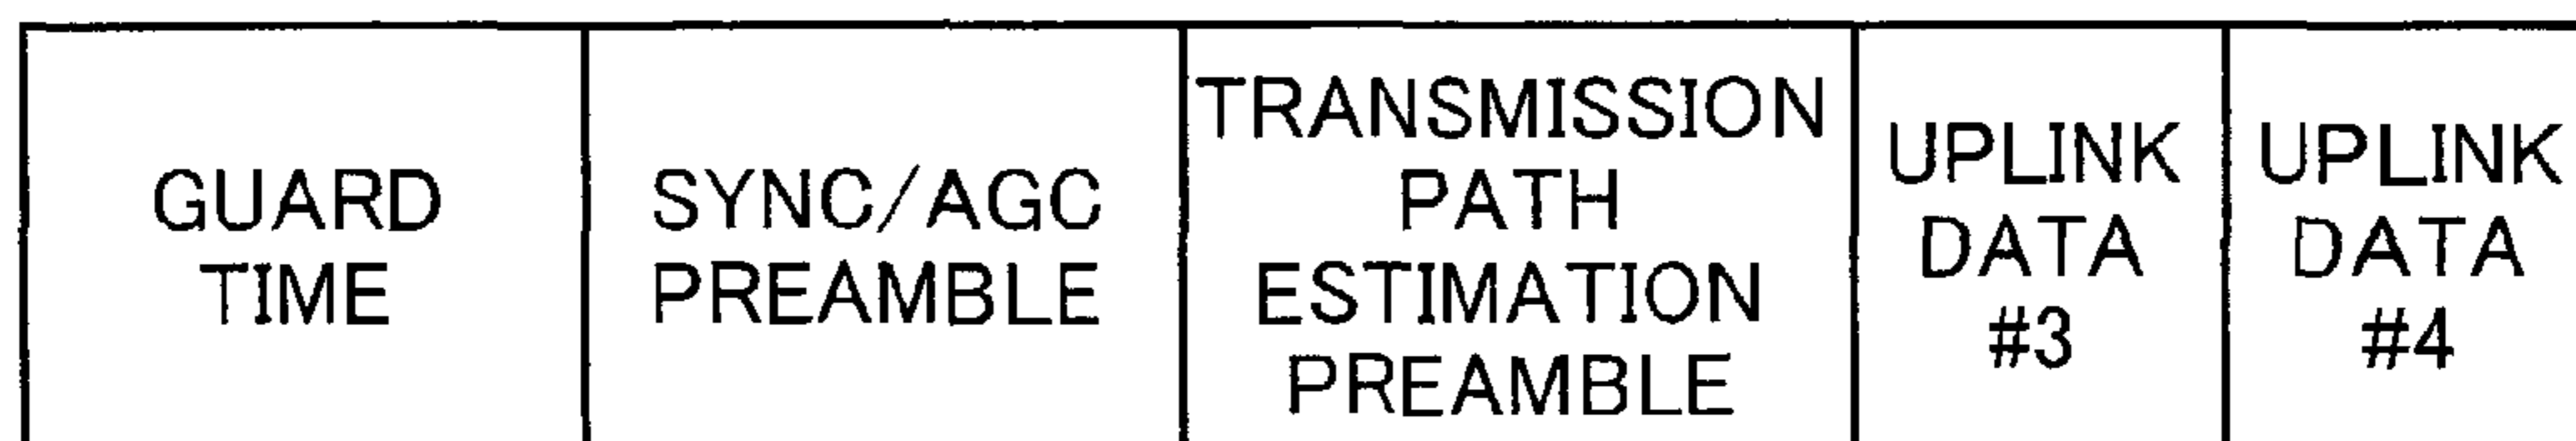 GUARD
TIME
SYNC/AGC
PREAMBLE
TRANSMISSION
PATH
ESTIMATION
PREAMBLE
UPLINK
DATA
#3
UPLINK
DATA
#4